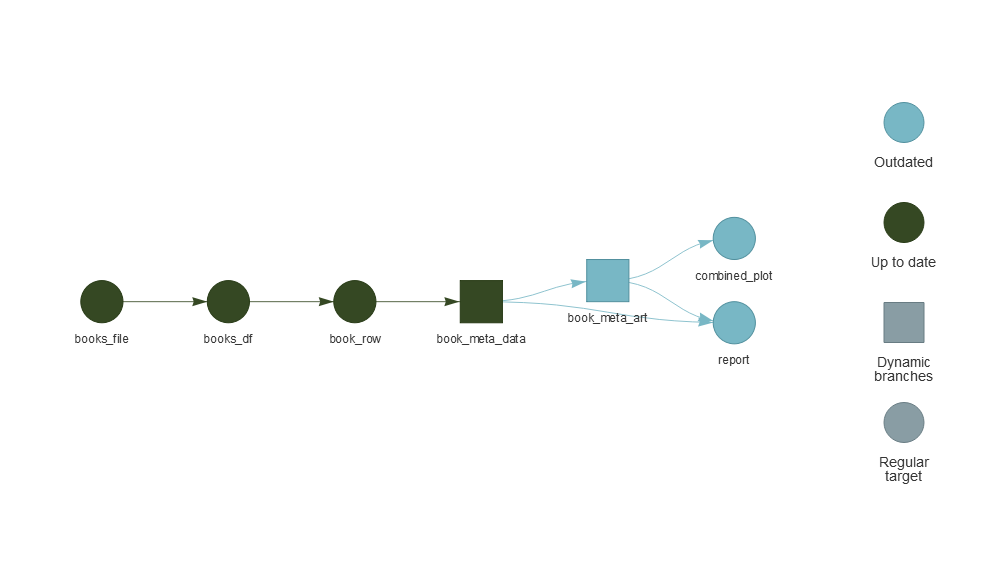 books_file
books_df
book_row
book_meta_data
book_meta_art
combined_plot
report
Outdated
Up to date
Dynamic
branches
Regular
target